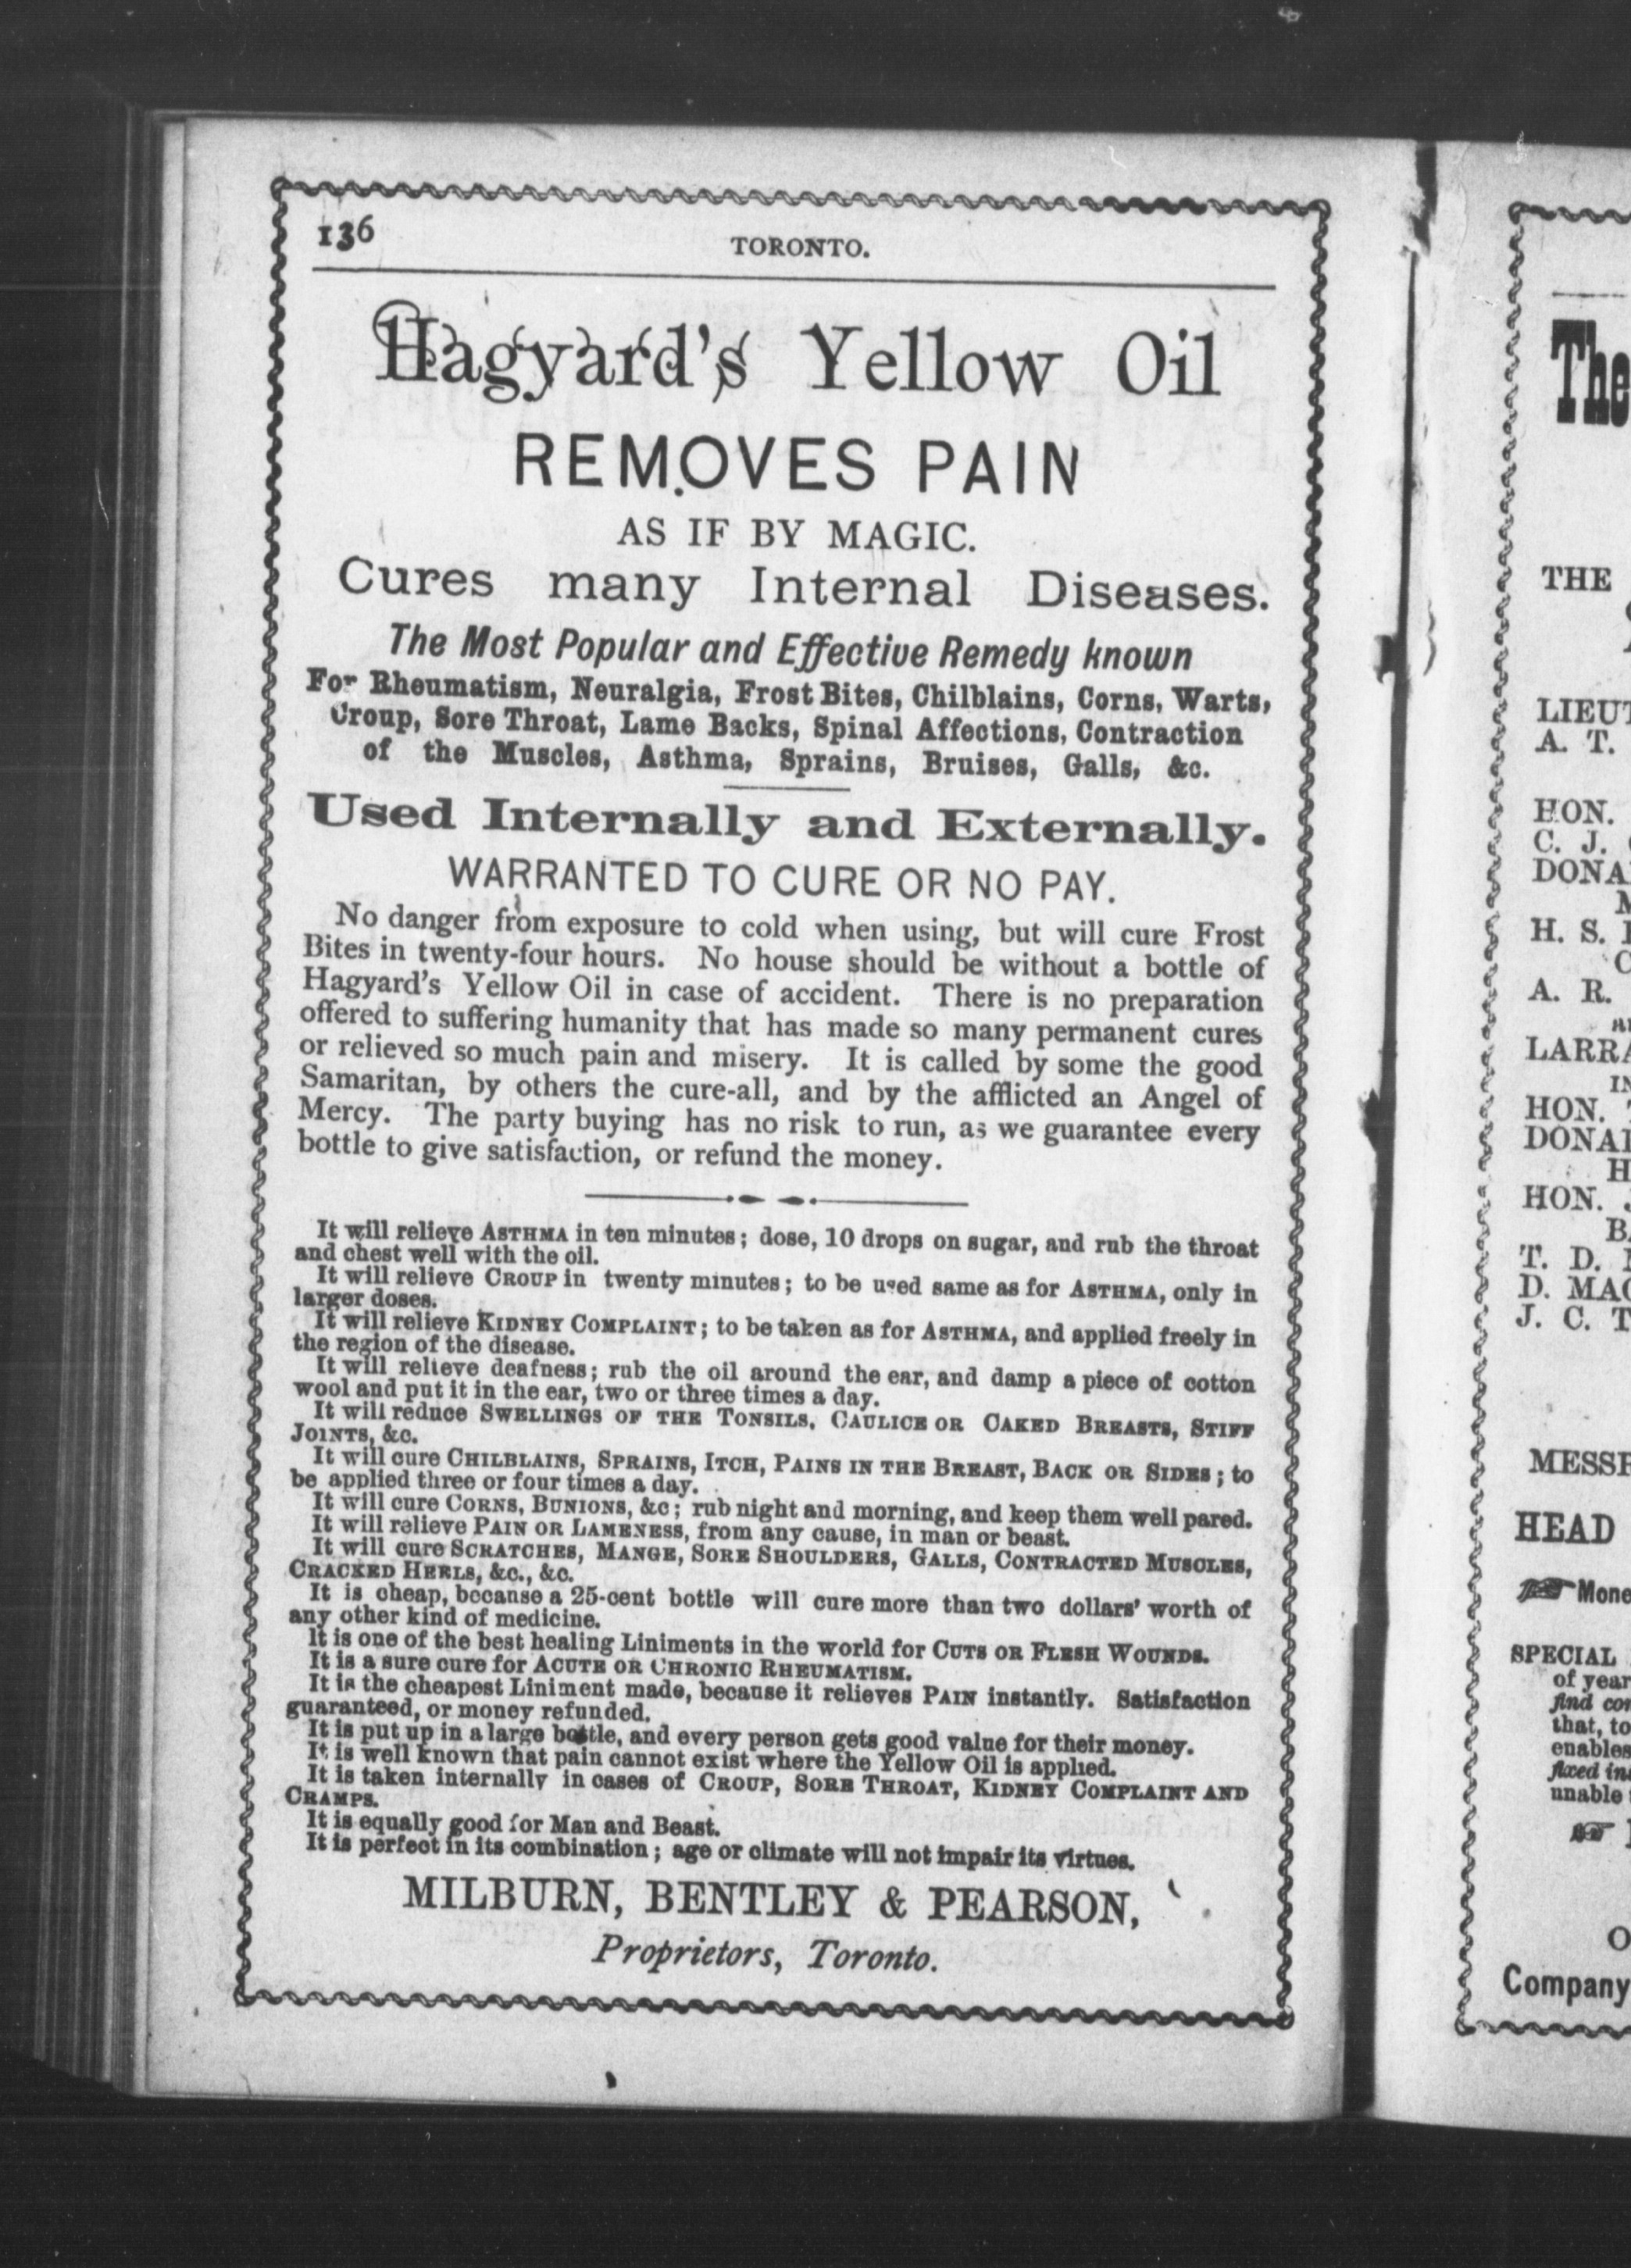 136
TORONTO.
Hagyard's Yellow Oil
REMOVES PAIN
AS IF BY MAGIC.
Cures many Internal Diseases.
The Most Popular and Effective Remedy known
For Rheumatism, Neuralgia, Frost Bites, Chilblains, Corns, Warts,
Croup, Sore Throat, Lame Backs, Spinal Affections, Contraction
of the Muscles, Asthma, Sprains, Bruises, Galls, &c.
Used Internally and Externally.
WARRANTED TO CURE OR NO PAY.
No danger from exposure to cold when using, but will cure Frost
Bites in twenty-four hours. No house should be without a bottle of
Hagyard's Yellow Oil in case of accident. There is no preparation
offered to suffering humanity that has made so many permanent cures
or relieved so much pain and misery. It is called by some the good
Samaritan, by others the cure-all, and by the afflicted an Angel of
Mercy. The party buying has no risk to run, as we guarantee every
bottle to give satisfaction, or refund the money.
It will relieve ASTHMA in ten minutes; dose, 10 drops on sugar, and rub the throat
and chest well with the oil.
It will relieve CROUP in twenty minutes; to be used same as for ASTHMA, only in
larger doses.
It will relieve KIDNEY COMPLAINT; to be taken as for ASTHMA, and applied freely in
the region of the disease.
It will relieve deafness; rub the oil around the ear, and damp a piece of cotton
wool and put it in the ear, two or three times a day.
It will reduce SWELLINGS OF THE TONSILS, CAULICE OR CAKED BREASTS, STIFF
JOINTS, &c.
It will cure CHILBLAINS, SPRAINS, ITCH, PAINS IN THE BREAST, BACK OR SIDES; to
be applied three or four times a day.
It will cure CORNS, BUNIONS, &c; rub night and morning, and keep them well pared.
It will relieve PAIN OR LAMENESS, from any cause, in man or beast.
It will cure SCRATCHES, MANGE, SORE SHOULDERS, GALLS, CONTRACTED MUSCLES,
CRACKED HEELS, &c., &c.
It is cheap, because a 25-cent bottle will cure more than two dollars' worth of
any other kind of medicine.
It is one of the best healing Liniments in the world for CUTS OR FLESH WOUNDS.
It is a sure cure for ACUTE OR CHRONIC RHEUMATISM.
It is the cheapest Liniment made, because it relieves PAIN instantly. Satisfaction
guaranteed, or money refunded.
It is put up in a large bottle, and every person gets good value for their money.
It is well known that pain cannot exist where the Yellow Oil is applied.
It is taken internally in cases of CROUP, SORE THROAT, KIDNEY COMPLAINT AND
CRAMPS.
It is equally good for Man and Beast.
It is perfect in its combination; age or climate will not impair its virtues.
MILBURN, BENTLEY & PEARSON,
Proprietors, Toronto.
The
THE
LIEUT
A. T.
HON.
C. J.
DONA
H. S.
A. R.
LARRA
HON.
DONAL
HON.
T. D.
D. MAC
J. C. T
MESSR
HEAD
Mone
SPECIAL
of year
find con
that, to
enables
fixed in
unable
Company